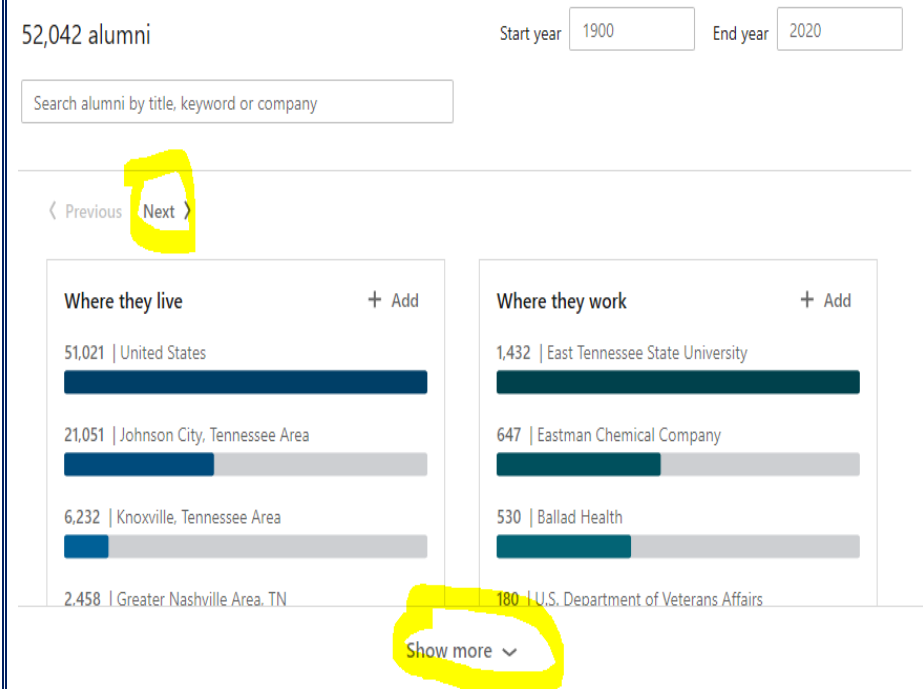 52,042 alumni
Start year 1900 End year 2020
Search alumni by title, keyword or company
Previous Next
Where they live + Add
51,021 | United States
21,051 | Johnson City, Tennessee Area
6,232 | Knoxville, Tennessee Area
2,458 | Greater Nashville Area, TN
Where they work + Add
1,432 | East Tennessee State University
647 | Eastman Chemical Company
530 | Ballad Health
180 | U.S. Department of Veterans Affairs
Show more